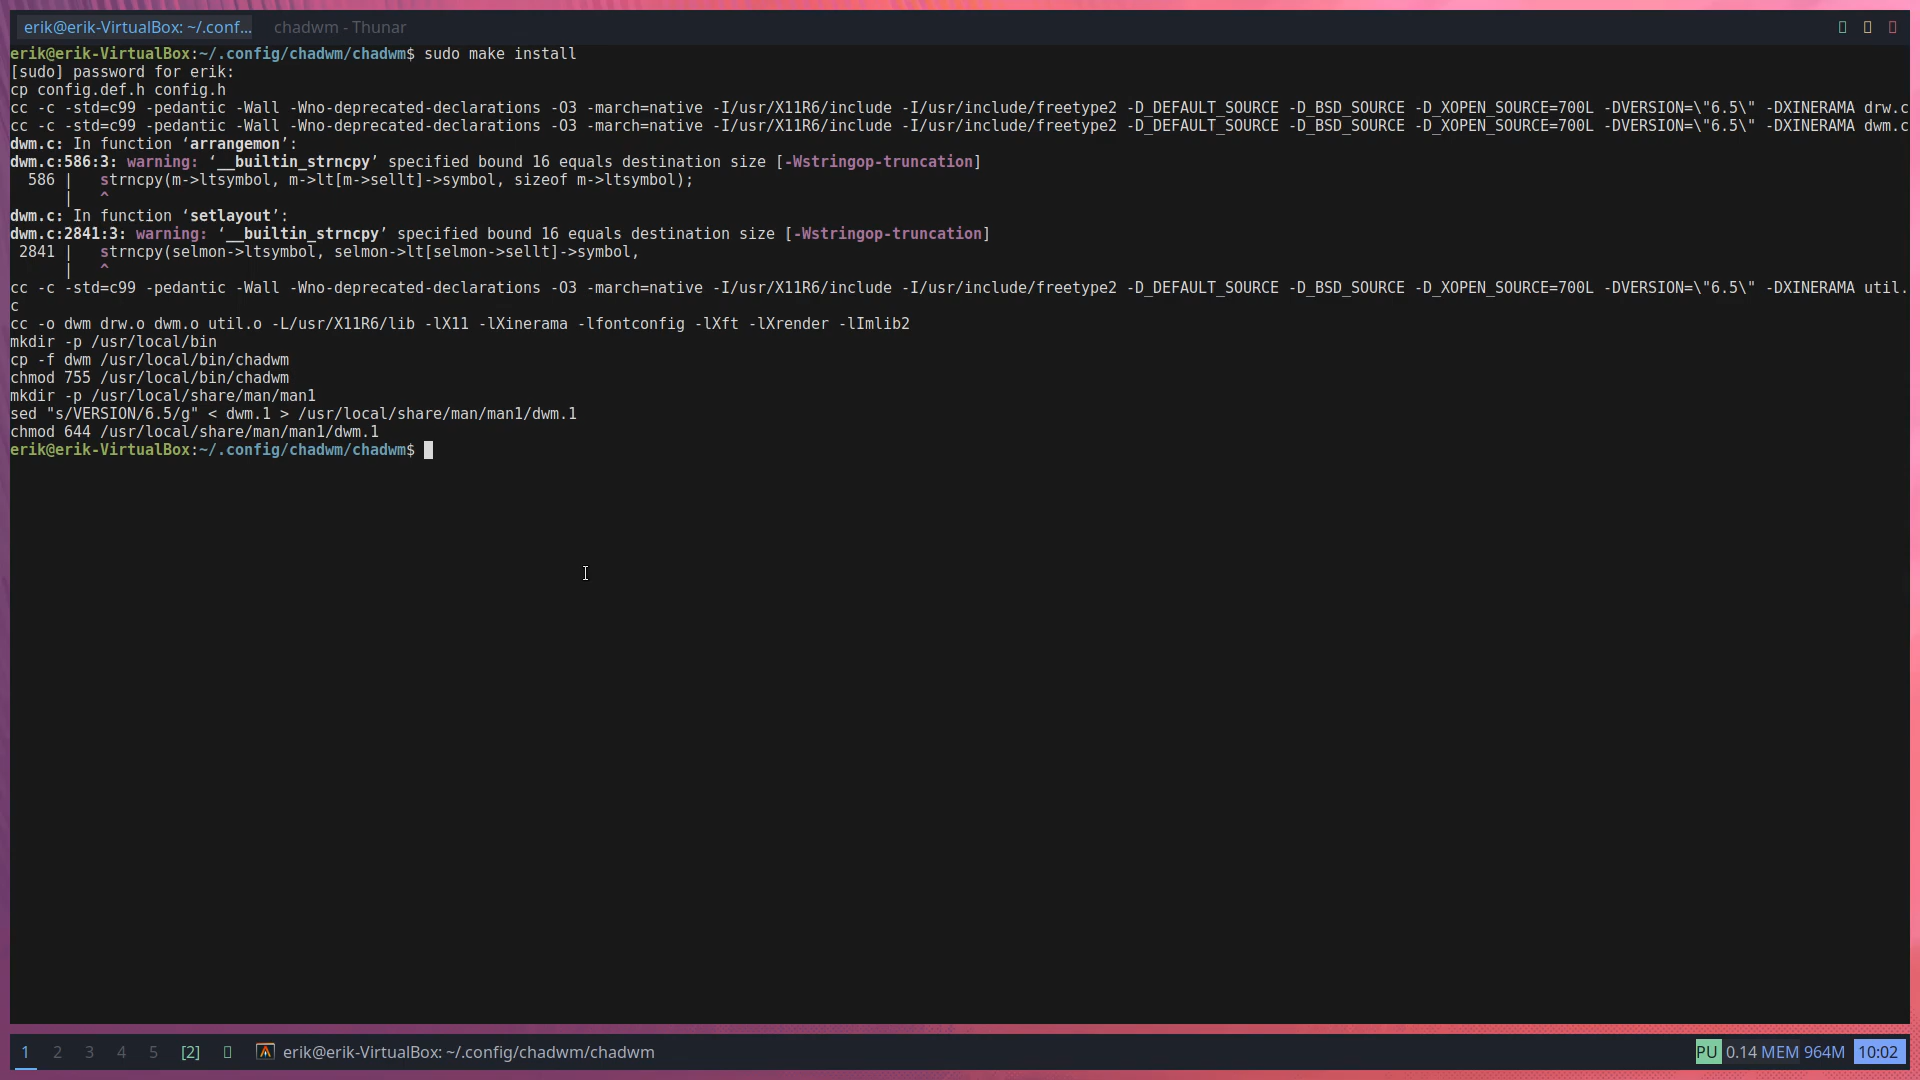 erik@erik-VirtualBox: ~/.conf... chadwm - Thunar
erik@erik-VirtualBox:~/.config/chadwm/chadwm$ sudo make install
[sudo] password for erik:
cp config.def.h config.h
cc -c -std=c99 -pedantic -Wall -Wno-deprecated-declarations -O3 -march=native -I/usr/X11R6/include -I/usr/include/freetype2 -D_DEFAULT_SOURCE -D_BSD_SOURCE -D_XOPEN_SOURCE=700L -DVERSION=\"6.5\" -DXINERAMA drw.c
cc -c -std=c99 -pedantic -Wall -Wno-deprecated-declarations -O3 -march=native -I/usr/X11R6/include -I/usr/include/freetype2 -D_DEFAULT_SOURCE -D_BSD_SOURCE -D_XOPEN_SOURCE=700L -DVERSION=\"6.5\" -DXINERAMA dwm.c
dwm.c: In function ‘arrangemon’:
dwm.c:586:3: warning: ‘__builtin_strncpy’ specified bound 16 equals destination size [-Wstringop-truncation]
586 | strncpy(m->ltsymbol, m->lt[m->sellt]->symbol, sizeof m->ltsymbol);
| ^
dwm.c: In function ‘setlayout’:
dwm.c:2841:3: warning: ‘__builtin_strncpy’ specified bound 16 equals destination size [-Wstringop-truncation]
2841 | strncpy(selmon->ltsymbol, selmon->lt[selmon->sellt]->symbol,
| ^
cc -c -std=c99 -pedantic -Wall -Wno-deprecated-declarations -O3 -march=native -I/usr/X11R6/include -I/usr/include/freetype2 -D_DEFAULT_SOURCE -D_BSD_SOURCE -D_XOPEN_SOURCE=700L -DVERSION=\"6.5\" -DXINERAMA util.
c
cc -o dwm drw.o dwm.o util.o -L/usr/X11R6/lib -lX11 -lXinerama -lfontconfig -lXft -lXrender -lImlib2
mkdir -p /usr/local/bin
cp -f dwm /usr/local/bin/chadwm
chmod 755 /usr/local/bin/chadwm
mkdir -p /usr/local/share/man/man1
sed "s/VERSION/6.5/g" < dwm.1 > /usr/local/share/man/man1/dwm.1
chmod 644 /usr/local/share/man/man1/dwm.1
erik@erik-VirtualBox:~/.config/chadwm/chadwm$
1 2 3 4 5 [2] erik@erik-VirtualBox: ~/.config/chadwm/chadwm PU 0.14 MEM 964M 10:02